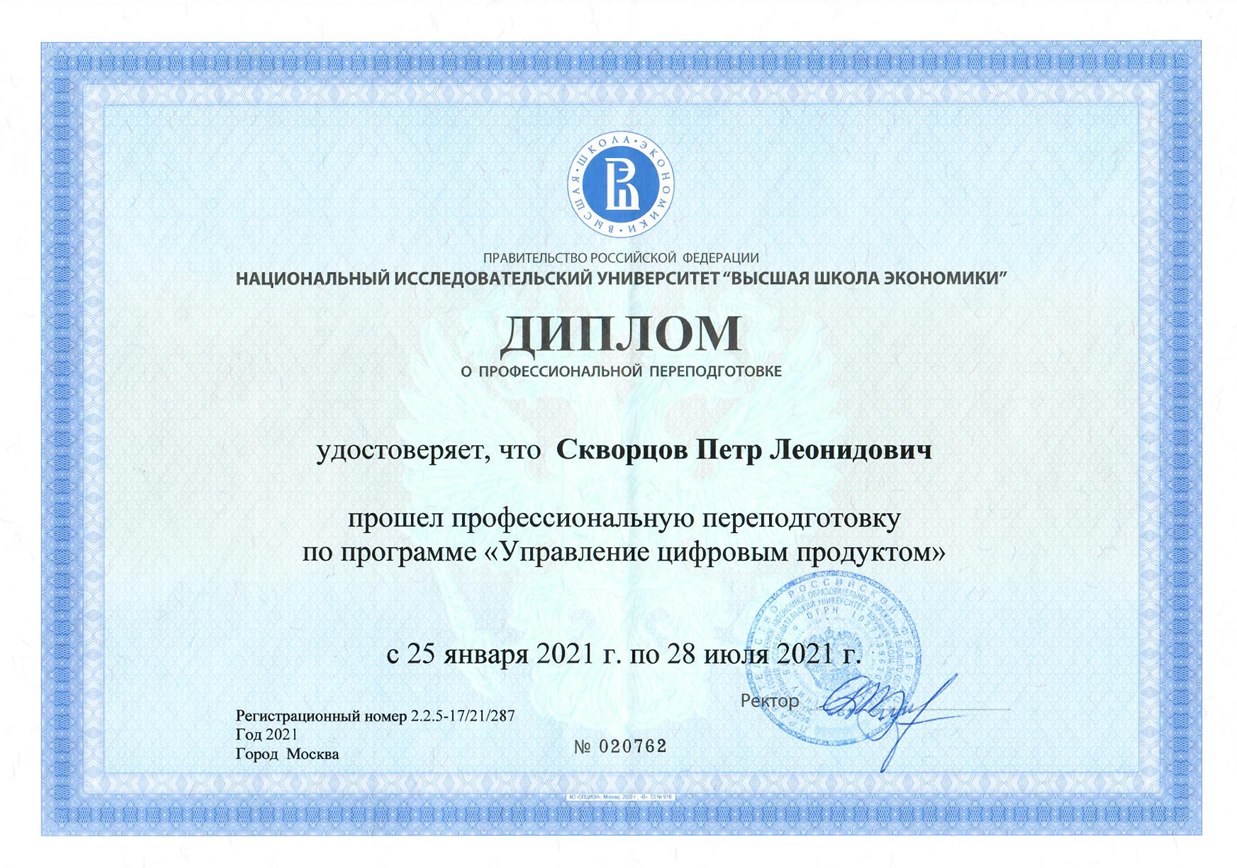 ВЫСШАЯ • ШКОЛА • ЭКОНОМИКИ •
ПРАВИТЕЛЬСТВО РОССИЙСКОЙ ФЕДЕРАЦИИ
НАЦИОНАЛЬНЫЙ ИССЛЕДОВАТЕЛЬСКИЙ УНИВЕРСИТЕТ “ВЫСШАЯ ШКОЛА ЭКОНОМИКИ”
ДИПЛОМ
О ПРОФЕССИОНАЛЬНОЙ ПЕРЕПОДГОТОВКЕ
удостоверяет, что Скворцов Петр Леонидович
прошел профессиональную переподготовку
по программе «Управление цифровым продуктом»
с 25 января 2021 г. по 28 июля 2021 г.
Ректор
Регистрационный номер 2.2.5-17/21/287
Год 2021
Город Москва
№ 020762